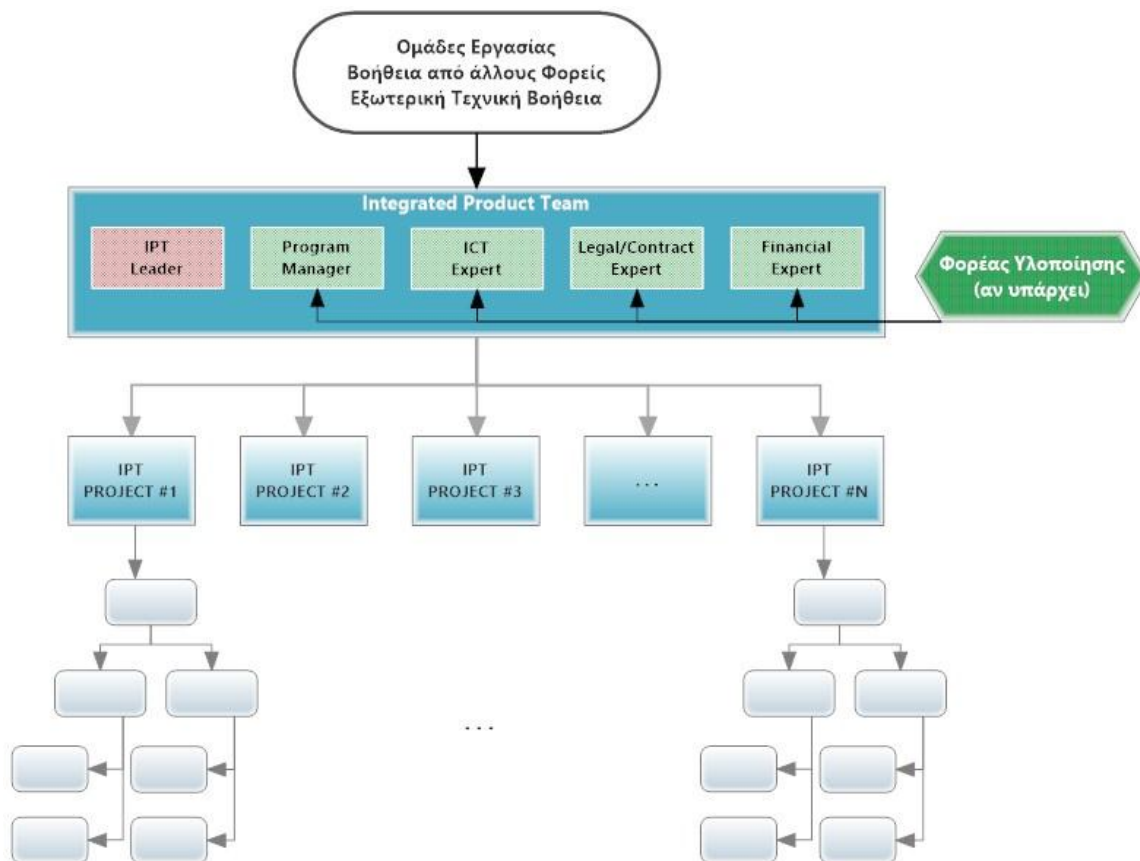 Ομάδες Εργασίας
Βοήθεια από άλλους Φορείς
Εξωτερική Τεχνική Βοήθεια
Integrated Product Team
IPT
Leader
Program
Manager
ICT
Expert
Legal/Contract
Expert
Financial
Expert
Φορέας Υλοποίησης
(αν υπάρχει)
IPT
PROJECT #1
IPT
PROJECT #2
IPT
PROJECT #3
...
IPT
PROJECT #N
...